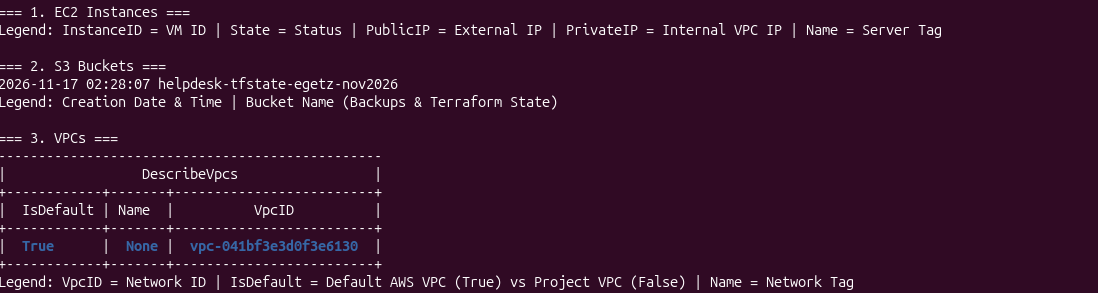 === 1. EC2 Instances ===
Legend: InstanceID = VM ID | State = Status | PublicIP = External IP | PrivateIP = Internal VPC IP | Name = Server Tag
=== 2. S3 Buckets ===
2026-11-17 02:28:07 helpdesk-tfstate-egetz-nov2026
Legend: Creation Date & Time | Bucket Name (Backups & Terraform State)
=== 3. VPCs ===
-------------------------------------------------
|                 DescribeVpcs                  |
+------------+-------+--------------------------+
|  IsDefault | Name  |          VpcID           |
+------------+-------+--------------------------+
|  True      |  None |  vpc-041bf3e3d0f3e6130   |
+------------+-------+--------------------------+
Legend: VpcID = Network ID | IsDefault = Default AWS VPC (True) vs Project VPC (False) | Name = Network Tag